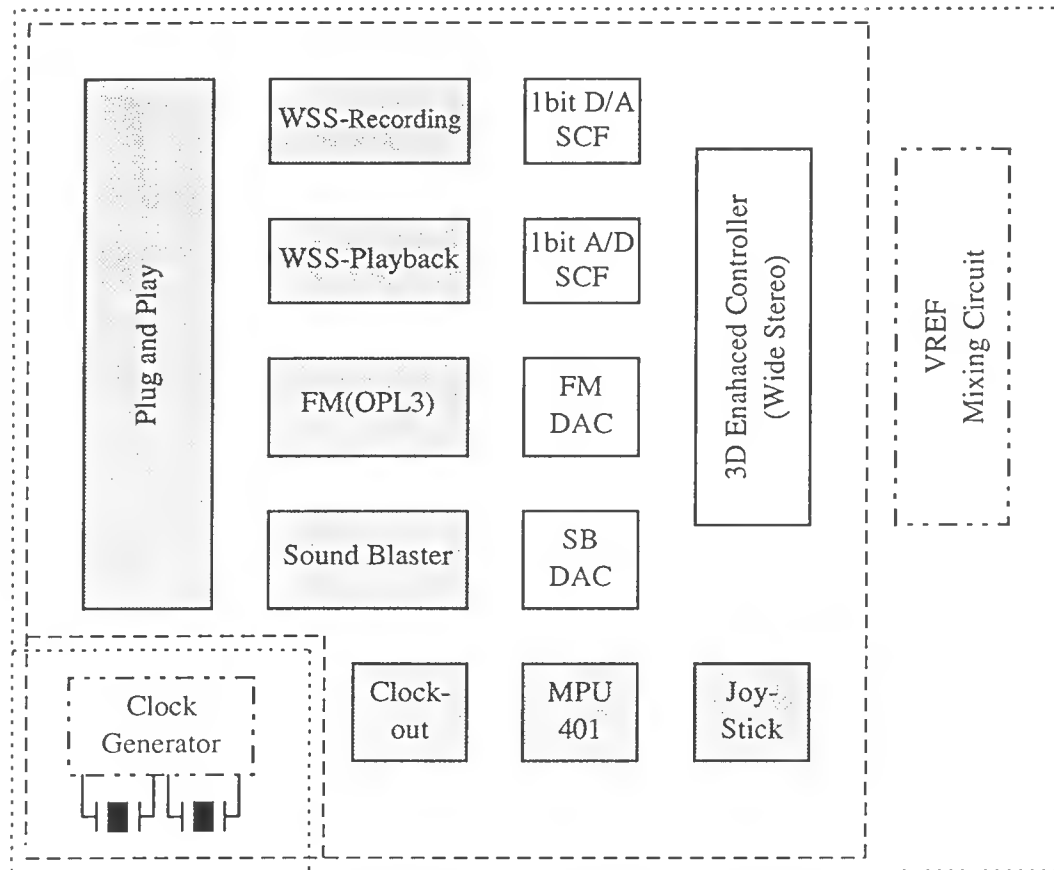 Plug and Play
WSS-Recording
1bit D/A
SCF
WSS-Playback
1bit A/D
SCF
FM(OPL3)
FM
DAC
Sound Blaster
SB
DAC
3D Enahaced Controller
(Wide Stereo)
VREF
Mixing Circuit
Clock
Generator
Clock-
out
MPU
401
Joy-
Stick